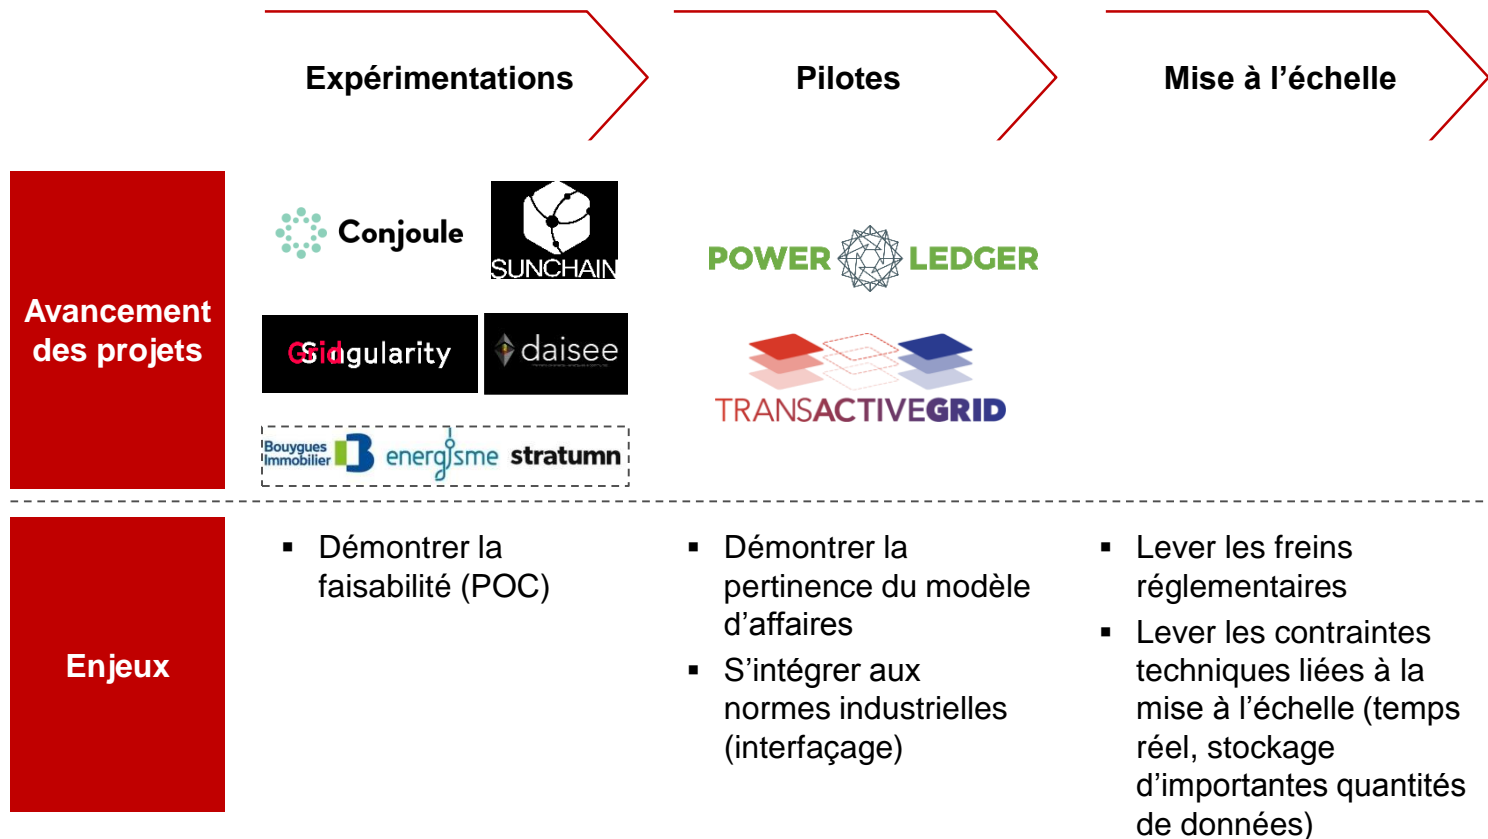 Expérimentations
Pilotes
Mise à l’échelle
Avancement
des projets
Conjoule
SUNCHAIN
POWER LEDGER
Grid Singularity
daisee
TRANSACTIVEGRID
Bouygues
Immobilier
energisme
stratumn
Enjeux
▪ Démontrer la
faisabilité (POC)
▪ Démontrer la
pertinence du modèle
d’affaires
▪ S’intégrer aux
normes industrielles
(interfaçage)
▪ Lever les freins
réglementaires
▪ Lever les contraintes
techniques liées à la
mise à l’échelle (temps
réel, stockage
d’importantes quantités
de données)